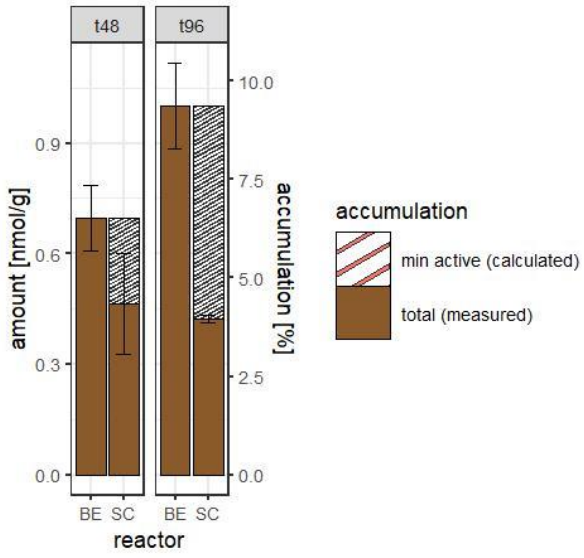 t48
t96
10.0
0.9
7.5
0.6
5.0
0.3
2.5
0.0
0.0
amount [nmol/g]
accumulation [%]
BE SC
BE SC
reactor
accumulation
min active (calculated)
total (measured)